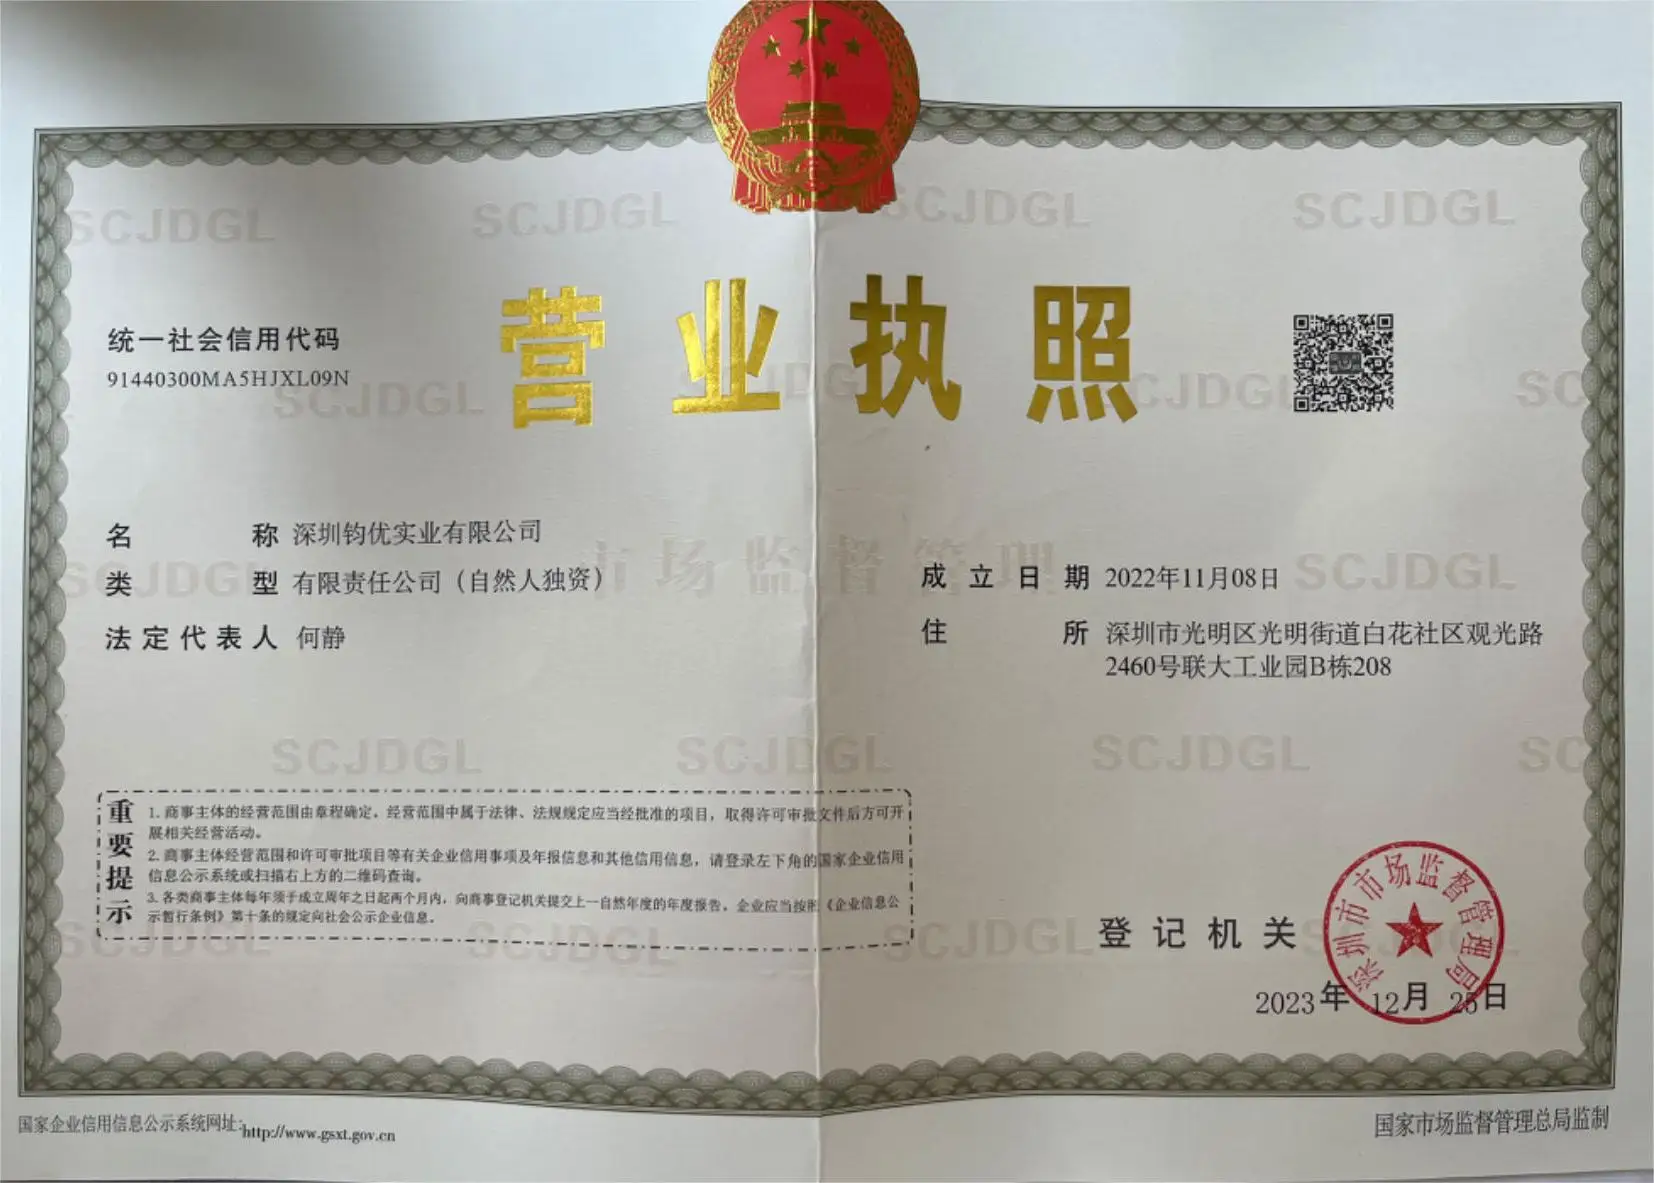 营业执照
统一社会信用代码
91440300MA5HJXL09N
名称 深圳钧优实业有限公司
类型 有限责任公司（自然人独资）
法定代表人 何静
成立日期 2022年11月08日
住所 深圳市光明区光明街道白花社区观光路
2460号联大工业园B栋208
重要提示
1. 商事主体的经营范围由章程确定。经营范围中属于法律、法规规定应当经批准的项目，取得许可审批文件后方可开
展相关经营活动。
2. 商事主体经营范围和许可审批项目等有关企业信用事项及年报信息和其他信用信息，请登录左下角的国家企业信用
信息公示系统或扫描右上方的二维码查询。
3. 各类商事主体每年须于成立周年之日起两个月内，向商事登记机关提交上一自然年度的年度报告。企业应当按照《企业信息公
示暂行条例》第十条的规定向社会公示企业信息。
登记机关
深圳市市场监督管理局
2023年12月25日
国家企业信用信息公示系统网址：http://www.gsxt.gov.cn
国家市场监督管理总局监制
SCJDGL
市场监督管理